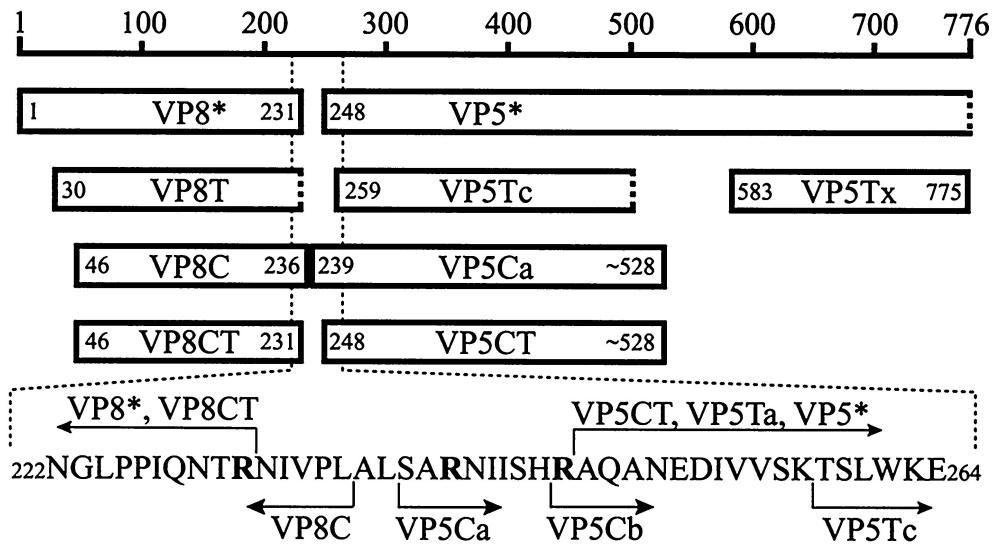 1 100 200 300 400 500 600 700 776
1 VP8* 231 248 VP5*
30 VP8T 259 VP5Tc 583 VP5Tx 775
46 VP8C 236 239 VP5Ca ~528
46 VP8CT 231 248 VP5CT ~528
VP8*, VP8CT VP5CT, VP5Ta, VP5*
222NGLPPIQNTRNIVPLALSARNIISHRAQANEDIVVSKTSLWKE264
VP8C VP5Ca VP5Cb VP5Tc